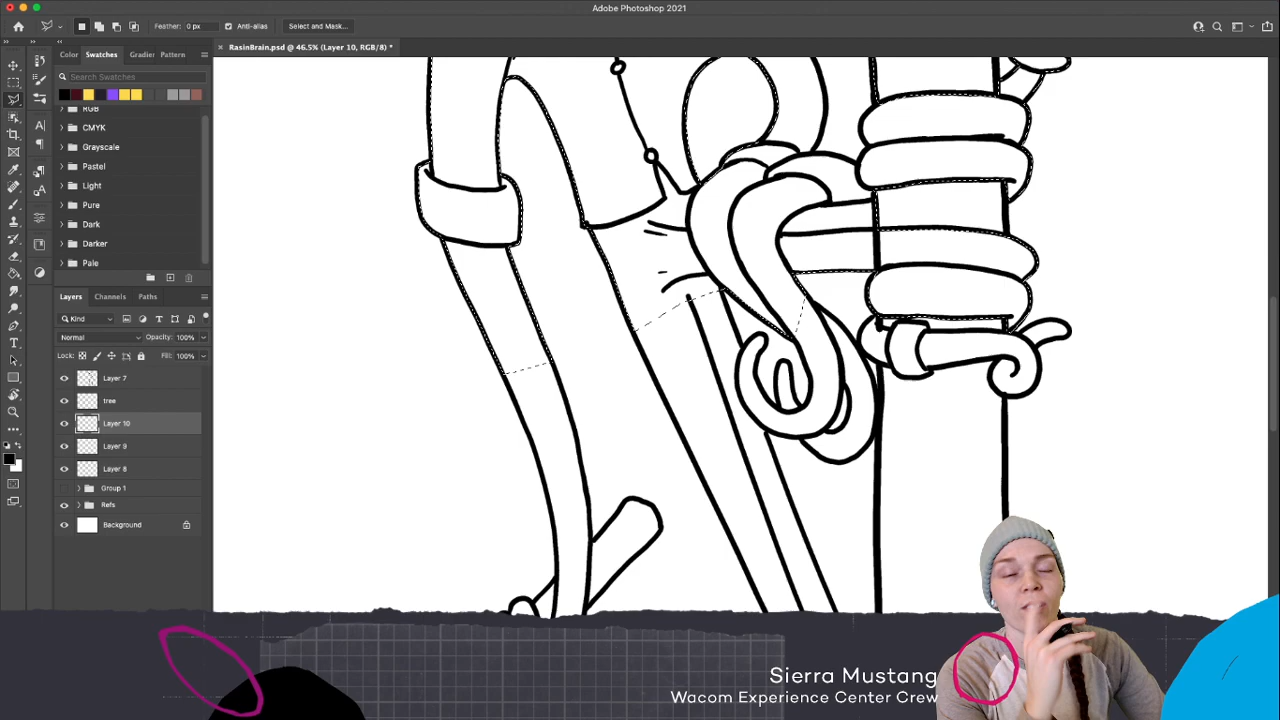 Adobe Photoshop 2021
Feather: 0 px
Anti-alias
Select and Mask...
× RasinBrain.psd @ 46.5% (Layer 10, RGB/8) *
Color
Swatches
Gradier
Pattern
Search Swatches
RGB
CMYK
Grayscale
Pastel
Light
Pure
Dark
Darker
Pale
Layers
Channels
Paths
Kind
Normal
Opacity: 100%
Lock:
Fill: 100%
Layer 7
tree
Layer 10
Layer 9
Layer 8
Group 1
Refs
Background
Sierra Mustang
Wacom Experience Center Crew